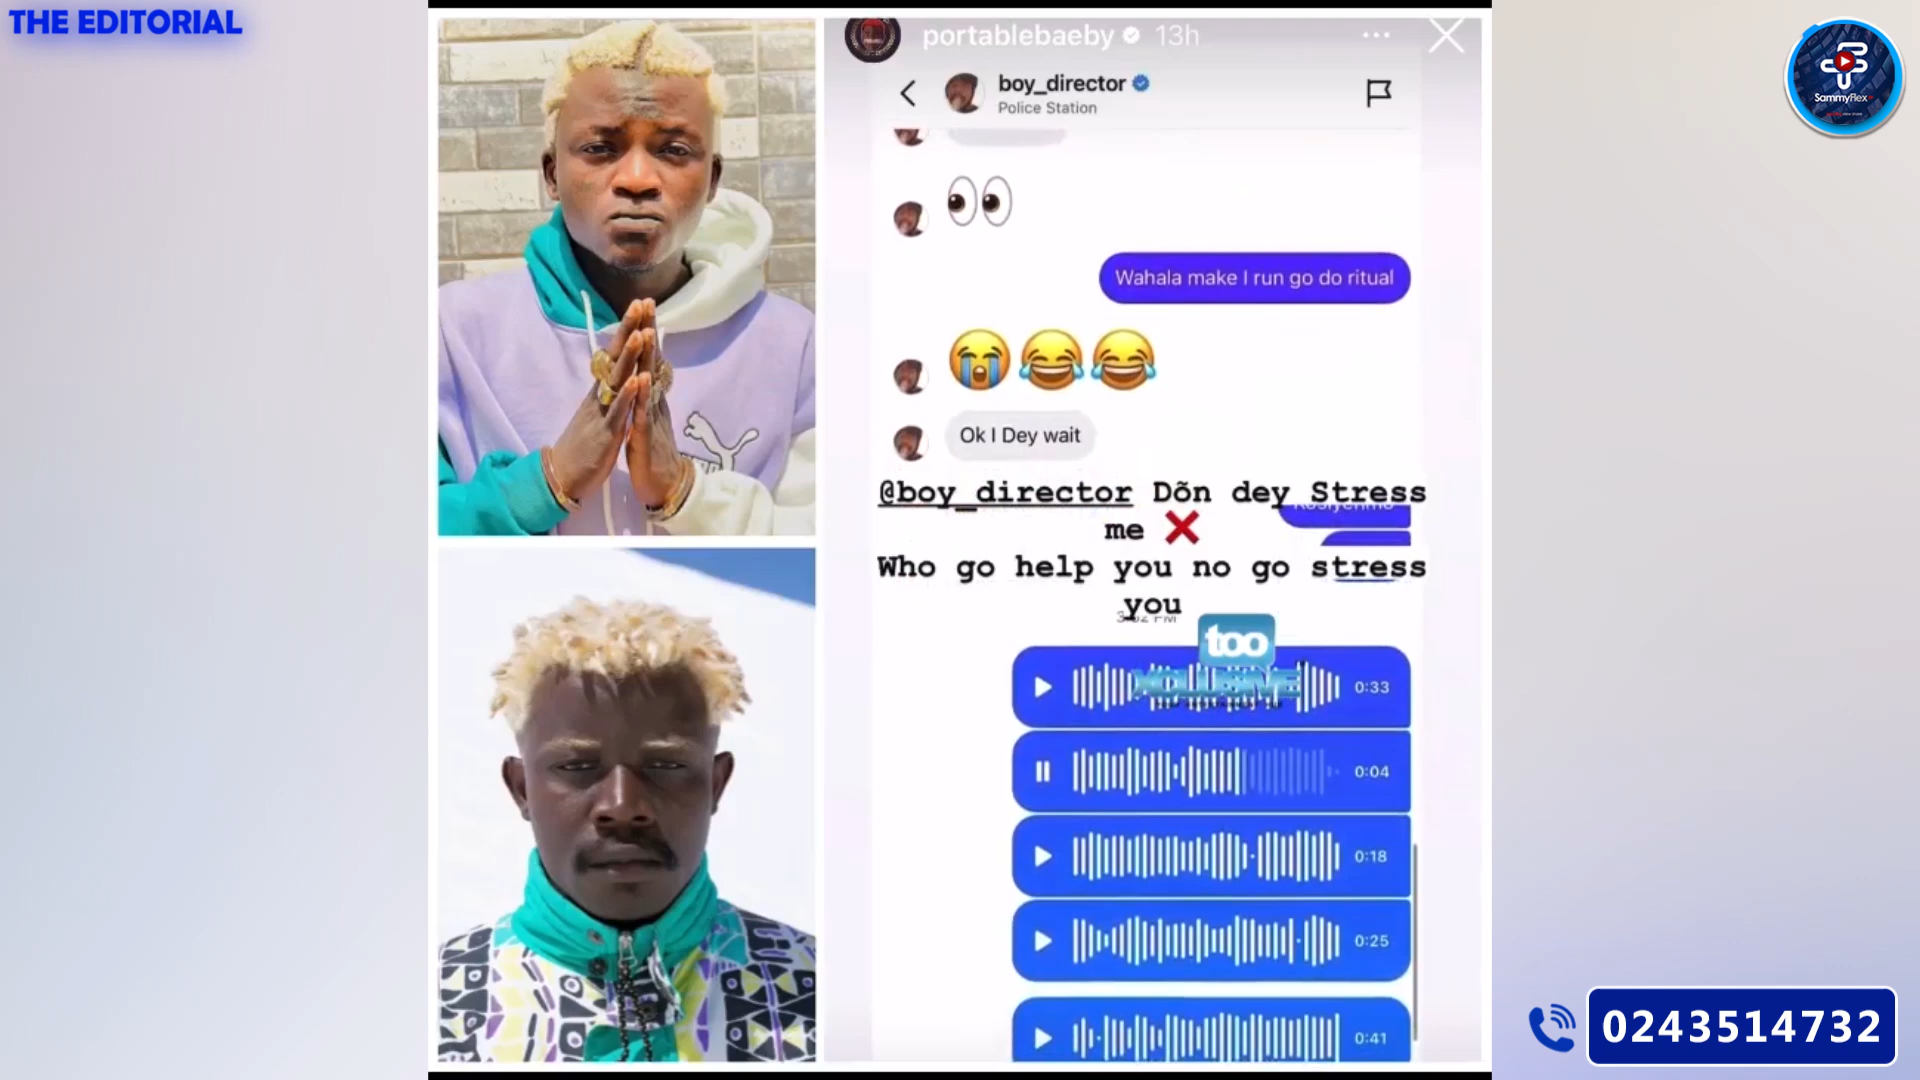 THE EDITORIAL
portablebaeby 13h
boy_director
Police Station
Wahala make I run go do ritual
Ok I Dey wait
@boy_director Dõn dey Stress
me ❌
Who go help you no go stress
you
too
XCLUSIVE
0:33
0:04
0:18
0:25
0:41
SammyFlex
0243514732